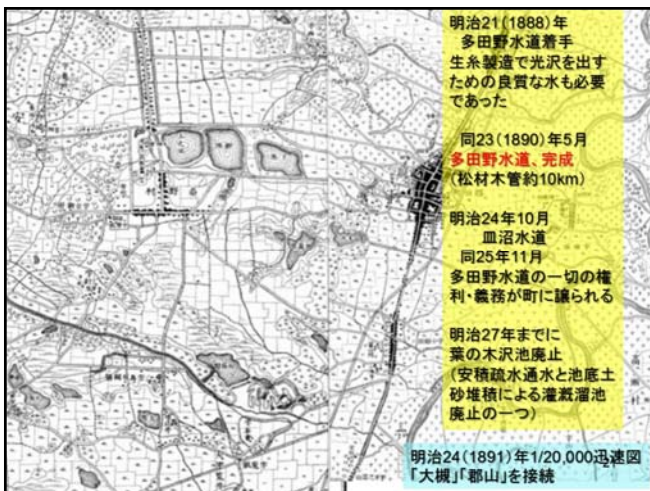 明治21(1888)年
多田野水道着手
生糸製造で光沢を出す
ための良質な水も必要
であった
同23(1890)年5月
多田野水道、完成
(松材木管約10km)
明治24年10月
皿沼水道
同25年11月
多田野水道の一切の権
利・義務が町に譲られる
明治27年までに
葉の木沢池廃止
(安積疏水通水と池底土
砂堆積による灌漑溜池
廃止の一つ)
明治24(1891)年1/20,000迅速図
「大槻」「郡山」を接続
21
村野桑